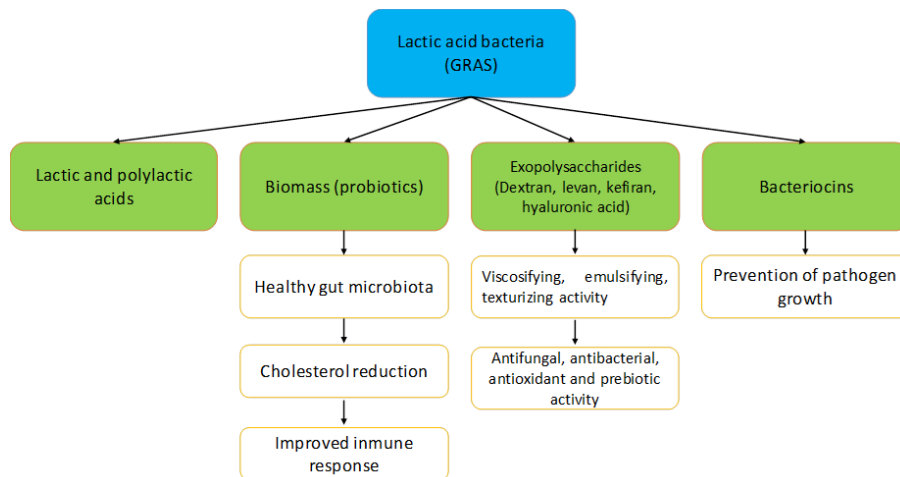 Lactic acid bacteria
(GRAS)
Lactic and polylactic
acids
Biomass (probiotics)
Exopolysaccharides
(Dextran, levan, kefiran,
hyaluronic acid)
Bacteriocins
Healthy gut microbiota
Viscosifying, emulsifying,
texturizing activity
Prevention of pathogen
growth
Cholesterol reduction
Antifungal, antibacterial,
antioxidant and prebiotic
activity
Improved inmune
response